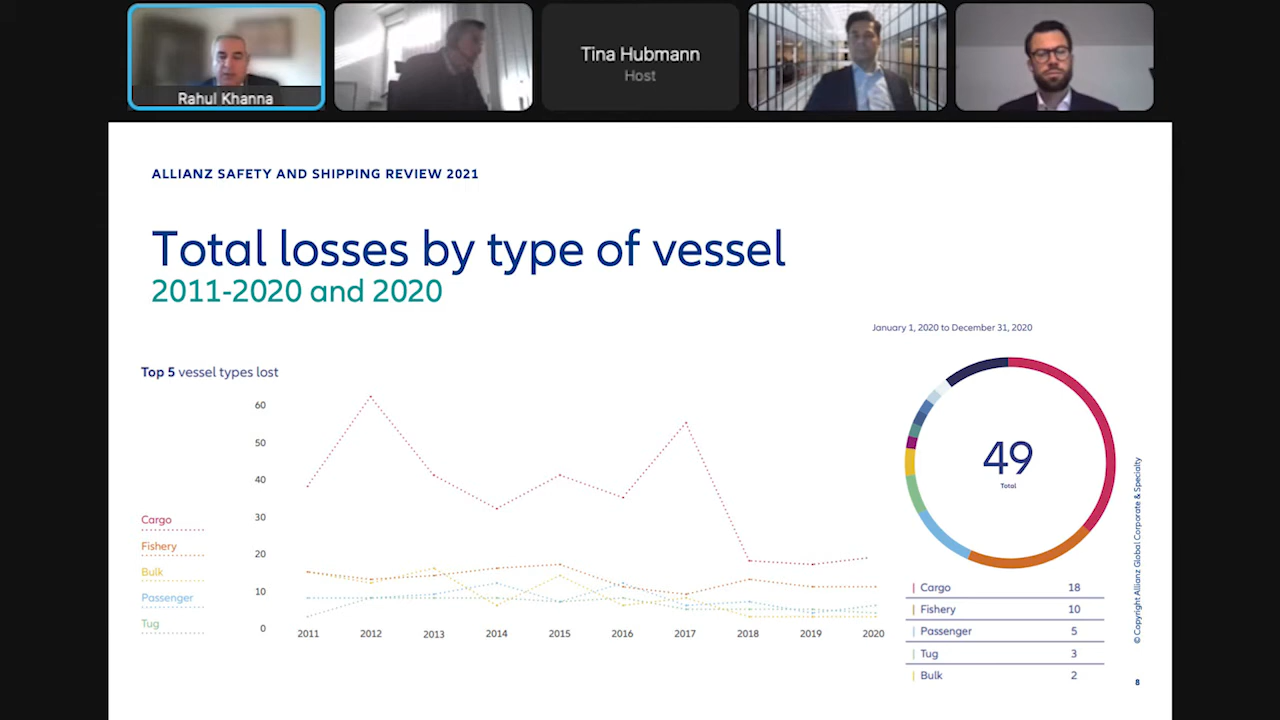 Rahul Khanna
Tina Hubmann
Host
ALLIANZ SAFETY AND SHIPPING REVIEW 2021
Total losses by type of vessel
2011-2020 and 2020
January 1, 2020 to December 31, 2020
Top 5 vessel types lost
60
50
40
30
20
10
0
Cargo
Fishery
Bulk
Passenger
Tug
2011 2012 2013 2014 2015 2016 2017 2018 2019 2020
49
Total
Cargo 18
Fishery 10
Passenger 5
Tug 3
Bulk 2
© Copyright Allianz Global Corporate & Specialty
8